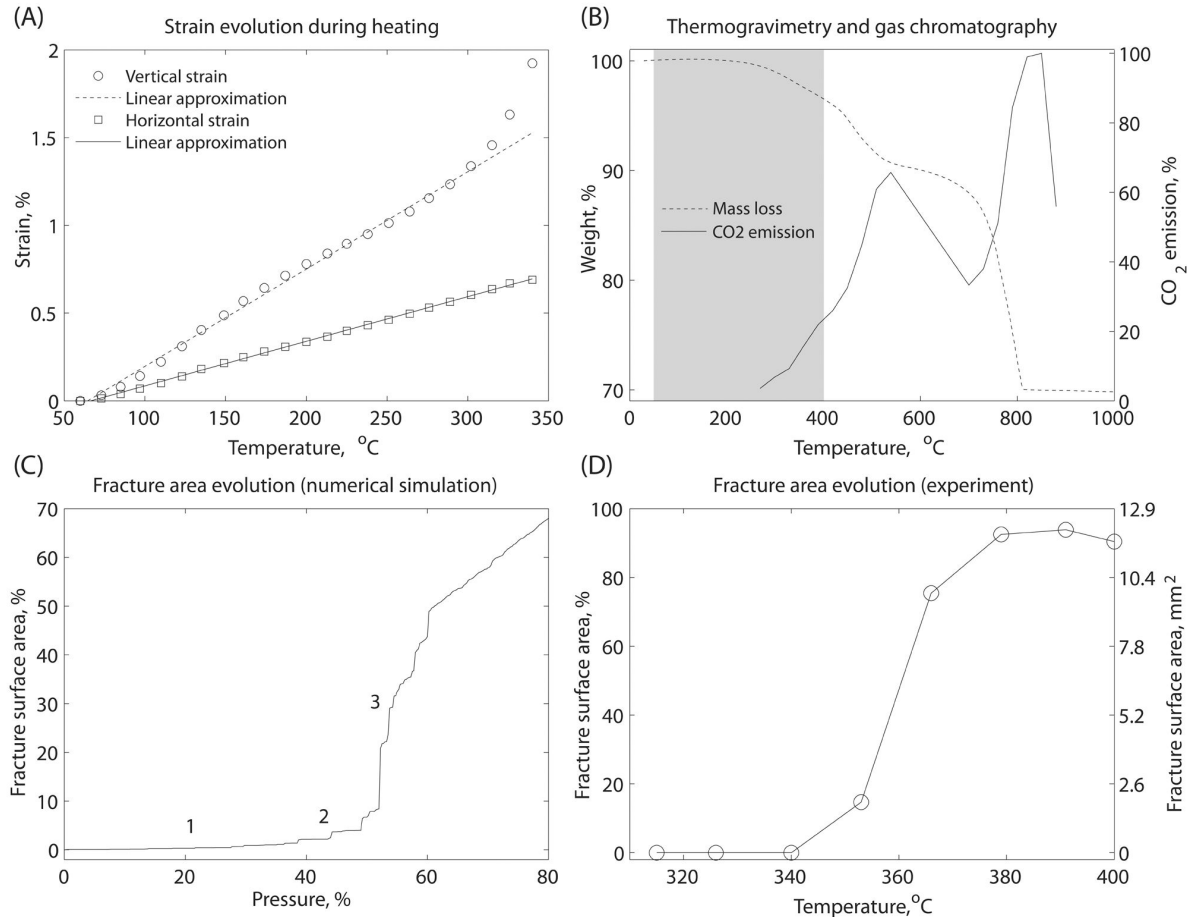 (A)
Strain evolution during heating
2
1.5
1
0.5
0
Strain, %
Vertical strain
Linear approximation
Horizontal strain
Linear approximation
50 100 150 200 250 300 350
Temperature, °C
(B)
Thermogravimetry and gas chromatography
100
90
80
70
Weight, %
Mass loss
CO2 emission
100
80
60
40
20
0
CO2 emission, %
0 200 400 600 800 1000
Temperature, °C
(C)
Fracture area evolution (numerical simulation)
70
60
50
40
30
20
10
0
Fracture surface area, %
1
2
3
0 20 40 60 80
Pressure, %
(D)
Fracture area evolution (experiment)
100
80
60
40
20
0
Fracture surface area, %
12.9
10.4
7.8
5.2
2.6
0
Fracture surface area, mm²
320 340 360 380 400
Temperature,°C